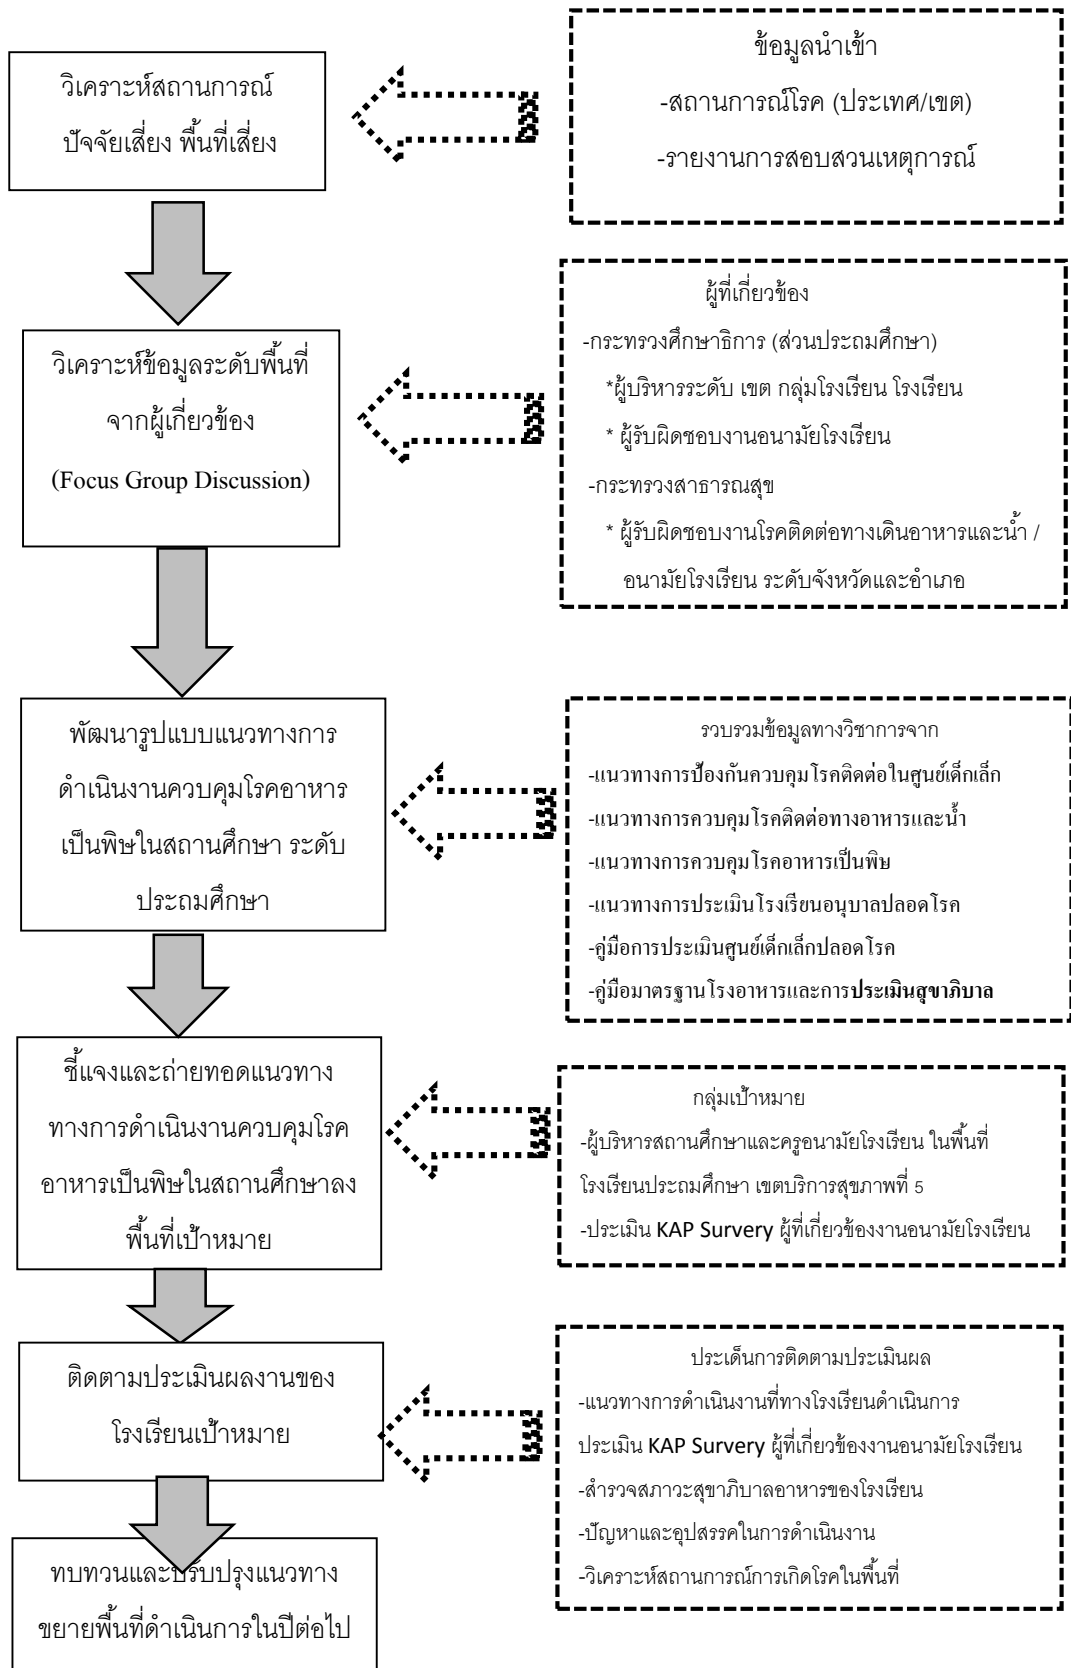 วิเคราะห์สถานการณ์
ปัจจัยเสี่ยง พื้นที่เสี่ยง
ข้อมูลนำเข้า
-สถานการณ์โรค (ประเทศ/เขต)
-รายงานการสอบสวนเหตุการณ์
วิเคราะห์ข้อมูลระดับพื้นที่
จากผู้เกี่ยวข้อง
(Focus Group Discussion)
ผู้ที่เกี่ยวข้อง
-กระทรวงศึกษาธิการ (ส่วนประถมศึกษา)
*ผู้บริหารระดับ เขต กลุ่มโรงเรียน โรงเรียน
* ผู้รับผิดชอบงานอนามัยโรงเรียน
-กระทรวงสาธารณสุข
* ผู้รับผิดชอบงานโรคติดต่อทางเดินอาหารและน้ำ /
อนามัยโรงเรียน ระดับจังหวัดและอำเภอ
พัฒนารูปแบบแนวทางการ
ดำเนินงานควบคุมโรคอาหาร
เป็นพิษในสถานศึกษา ระดับ
ประถมศึกษา
รวบรวมข้อมูลทางวิชาการจาก
-แนวทางการป้องกันควบคุมโรคติดต่อในศูนย์เด็กเล็ก
-แนวทางการควบคุมโรคติดต่อทางอาหารและน้ำ
-แนวทางการควบคุมโรคอาหารเป็นพิษ
-แนวทางการประเมินโรงเรียนอนุบาลปลอดโรค
-คู่มือการประเมินศูนย์เด็กเล็กปลอดโรค
-คู่มือมาตรฐานโรงอาหารและการประเมินสุขาภิบาล
ชี้แจงและถ่ายทอดแนวทาง
ทางการดำเนินงานควบคุมโรค
อาหารเป็นพิษในสถานศึกษาลง
พื้นที่เป้าหมาย
กลุ่มเป้าหมาย
-ผู้บริหารสถานศึกษาและครูอนามัยโรงเรียน ในพื้นที่
โรงเรียนประถมศึกษา เขตบริการสุขภาพที่ 5
-ประเมิน KAP Survery ผู้ที่เกี่ยวข้องงานอนามัยโรงเรียน
ติดตามประเมินผลงานของ
โรงเรียนเป้าหมาย
ประเด็นการติดตามประเมินผล
-แนวทางการดำเนินงานที่ทางโรงเรียนดำเนินการ
ประเมิน KAP Survery ผู้ที่เกี่ยวข้องงานอนามัยโรงเรียน
-สำรวจสภาวะสุขาภิบาลอาหารของโรงเรียน
-ปัญหาและอุปสรรคในการดำเนินงาน
-วิเคราะห์สถานการณ์การเกิดโรคในพื้นที่
ทบทวนและปรับปรุงแนวทาง
ขยายพื้นที่ดำเนินการในปีต่อไป